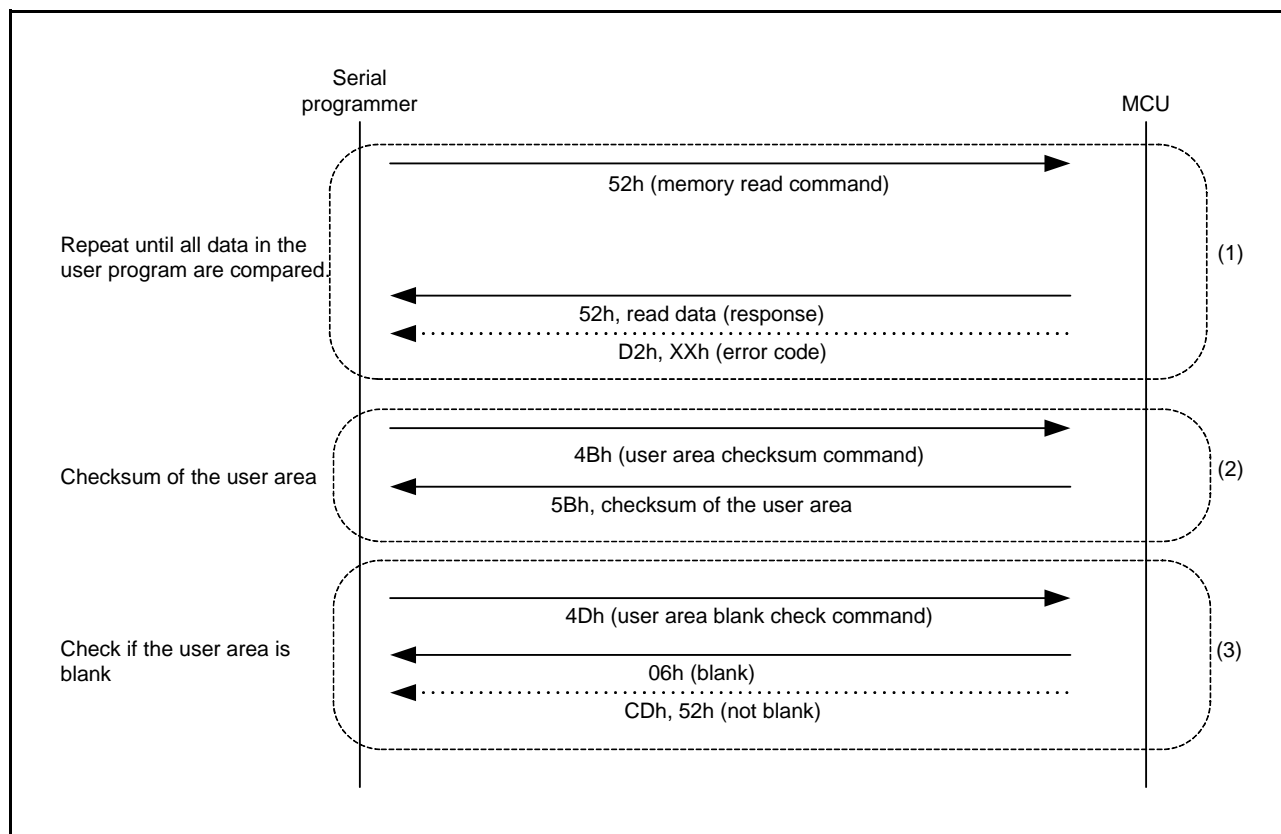 Serial
programmer
MCU
52h (memory read command)
Repeat until all data in the
user program are compared.
(1)
52h, read data (response)
D2h, XXh (error code)
4Bh (user area checksum command)
(2)
Checksum of the user area
5Bh, checksum of the user area
4Dh (user area blank check command)
Check if the user area is
blank
(3)
06h (blank)
CDh, 52h (not blank)